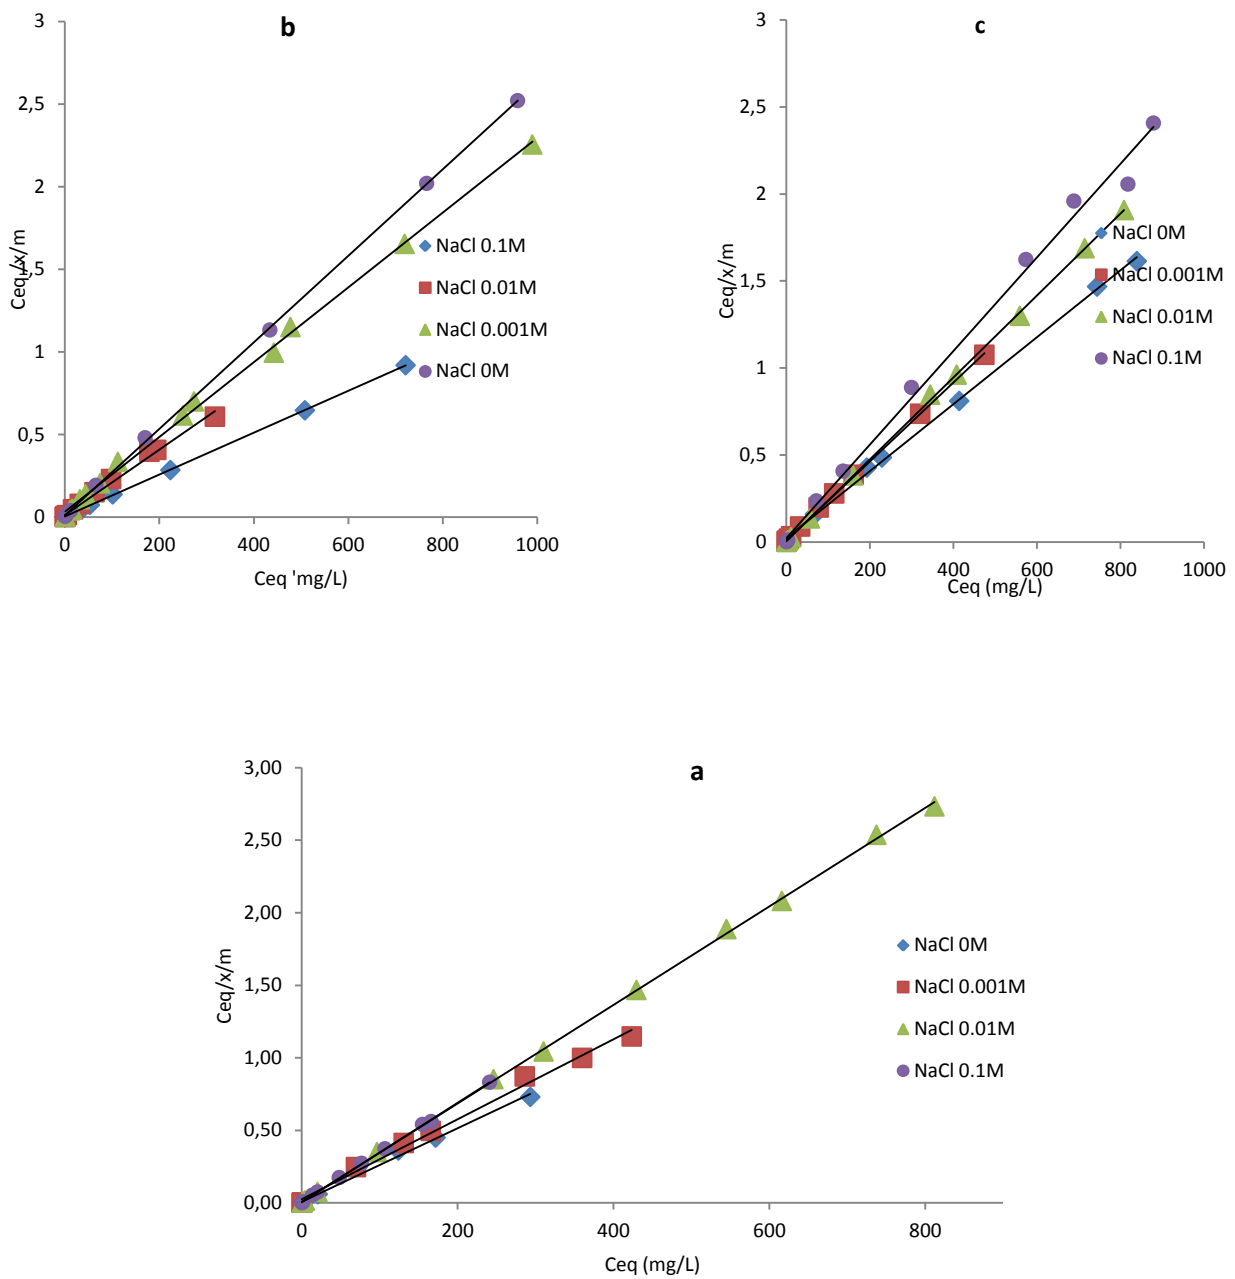 b
3
2,5
2
1,5
1
0,5
0
Ceq/x/m
NaCl 0.1M
NaCl 0.01M
NaCl 0.001M
NaCl 0M
0
200
400
600
800
1000
Ceq 'mg/L)
c
3
2,5
2
1,5
1
0,5
0
Ceq/x/m
NaCl 0M
NaCl 0.001M
NaCl 0.01M
NaCl 0.1M
0
200
400
600
800
1000
Ceq (mg/L)
a
3,00
2,50
2,00
1,50
1,00
0,50
0,00
Ceq/x/m
NaCl 0M
NaCl 0.001M
NaCl 0.01M
NaCl 0.1M
0
200
400
600
800
Ceq (mg/L)